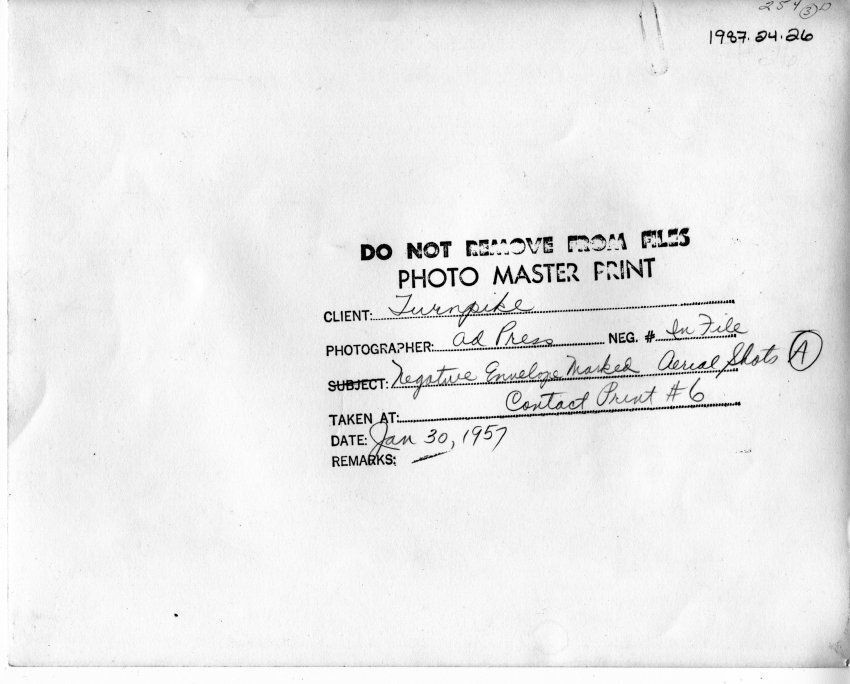 1987.24.26
DO NOT REMOVE FROM FILES
PHOTO MASTER PRINT
CLIENT: Turnpike
PHOTOGRAPHER: Ad Press NEG. # In File
SUBJECT: Negative Envelope Marked Aerial Shots A
Contact Print #6
TAKEN AT:
DATE: Jan 30, 1957
REMARKS: —